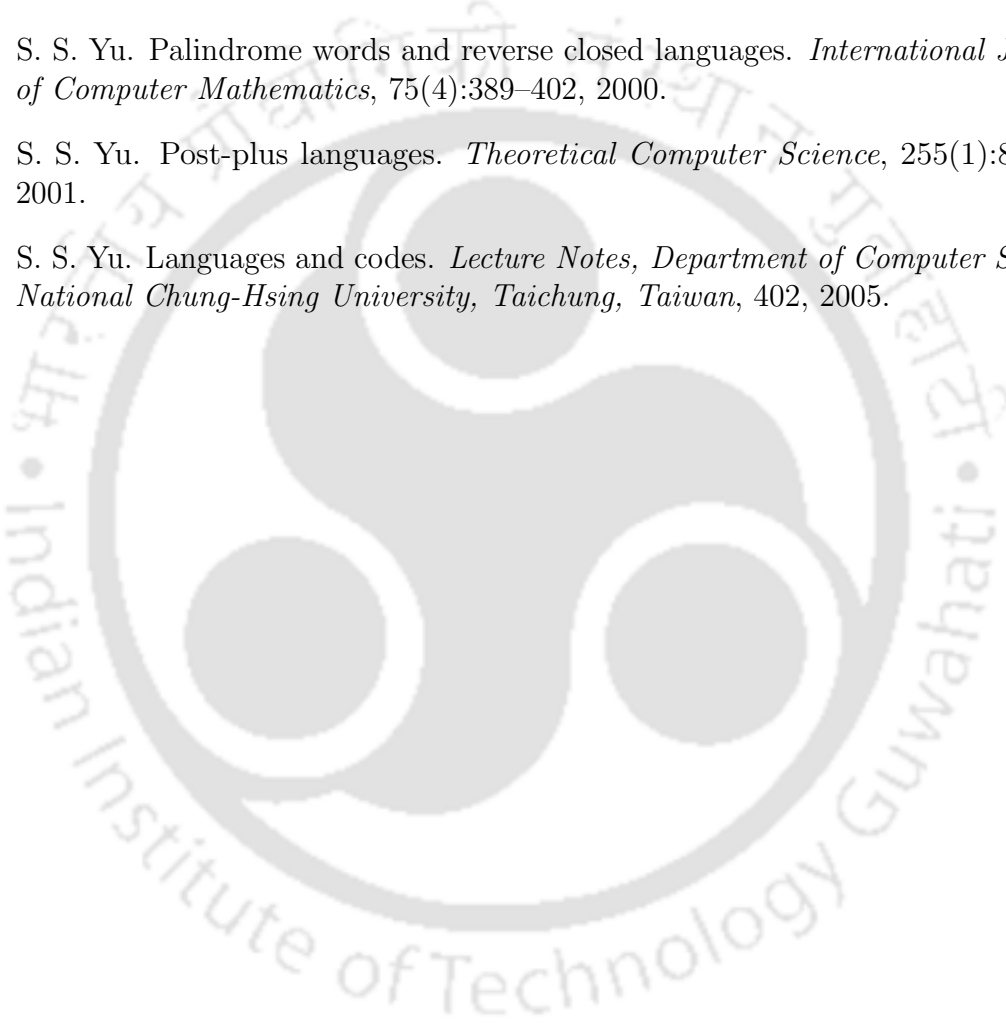 S. S. Yu. Palindrome words and reverse closed languages. International J
of Computer Mathematics, 75(4):389–402, 2000.
S. S. Yu. Post-plus languages. Theoretical Computer Science, 255(1):8
2001.
S. S. Yu. Languages and codes. Lecture Notes, Department of Computer S
National Chung-Hsing University, Taichung, Taiwan, 402, 2005.
भारतीय प्रौद्योगिकी संस्थान गुवाहाटी
Indian Institute of Technology Guwahati